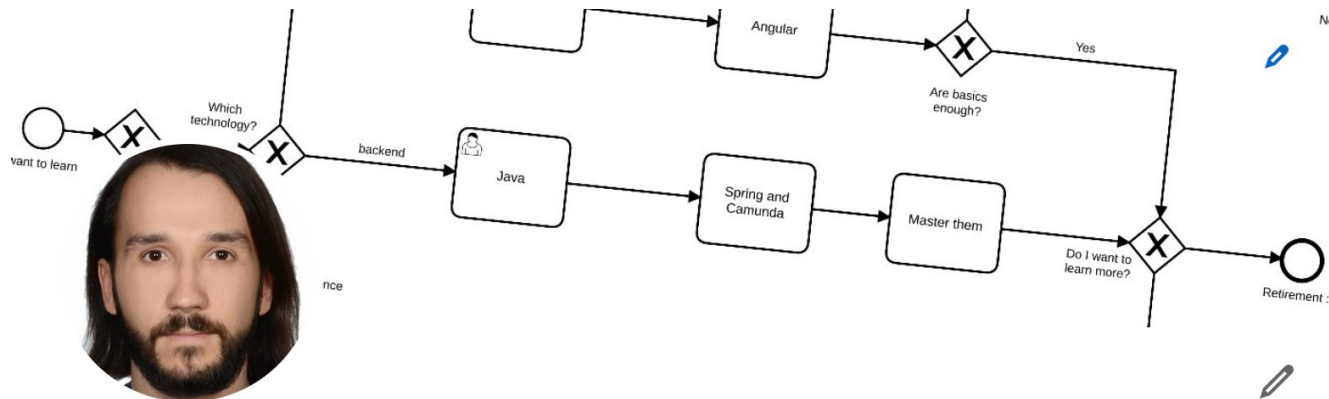 Angular
Yes
Are basics
enough?
Which
technology?
want to learn
backend
Java
Spring and
Camunda
Master them
Do I want to
learn more?
nce
Retirement :